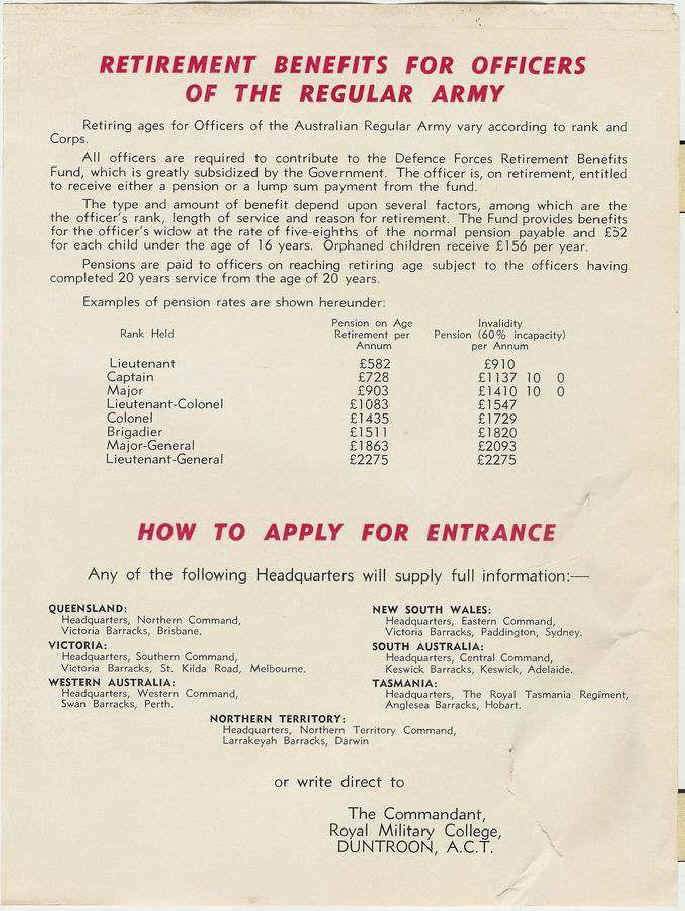 RETIREMENT BENEFITS FOR OFFICERS
OF THE REGULAR ARMY
Retiring ages for Officers of the Australian Regular Army vary according to rank and
Corps.
All officers are required to contribute to the Defence Forces Retirement Benefits
Fund, which is greatly subsidized by the Government. The officer is, on retirement, entitled
to receive either a pension or a lump sum payment from the fund.
The type and amount of benefit depend upon several factors, among which are the
the officer's rank, length of service and reason for retirement. The Fund provides benefits
for the officer's widow at the rate of five-eighths of the normal pension payable and £52
for each child under the age of 16 years. Orphaned children receive £156 per year.
Pensions are paid to officers on reaching retiring age subject to the officers having
completed 20 years service from the age of 20 years.
Examples of pension rates are shown hereunder:
Rank Held
Pension on Age
Retirement per
Annum
Invalidity
Pension (60% incapacity)
per Annum
Lieutenant £582 £910
Captain £728 £1137 10 0
Major £903 £1410 10 0
Lieutenant-Colonel £1083 £1547
Colonel £1435 £1729
Brigadier £1511 £1820
Major-General £1863 £2093
Lieutenant-General £2275 £2275
HOW TO APPLY FOR ENTRANCE
Any of the following Headquarters will supply full information:—
QUEENSLAND:
Headquarters, Northern Command,
Victoria Barracks, Brisbane.
VICTORIA:
Headquarters, Southern Command,
Victoria Barracks, St. Kilda Road, Melbourne.
WESTERN AUSTRALIA:
Headquarters, Western Command,
Swan Barracks, Perth.
NEW SOUTH WALES:
Headquarters, Eastern Command,
Victoria Barracks, Paddington, Sydney.
SOUTH AUSTRALIA:
Headquarters, Central Command,
Keswick Barracks, Keswick, Adelaide.
TASMANIA:
Headquarters, The Royal Tasmania Regiment,
Anglesea Barracks, Hobart.
NORTHERN TERRITORY:
Headquarters, Northern Territory Command,
Larrakeyah Barracks, Darwin
or write direct to
The Commandant,
Royal Military College,
DUNTROON, A.C.T.